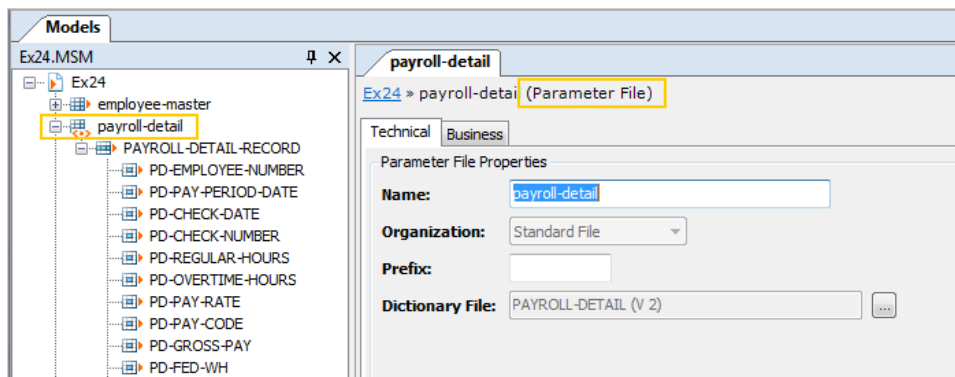 Models
Ex24.MSM
Ex24
employee-master
payroll-detail
PAYROLL-DETAIL-RECORD
PD-EMPLOYEE-NUMBER
PD-PAY-PERIOD-DATE
PD-CHECK-DATE
PD-CHECK-NUMBER
PD-REGULAR-HOURS
PD-OVERTIME-HOURS
PD-PAY-RATE
PD-PAY-CODE
PD-GROSS-PAY
PD-FED-WH
payroll-detail
Ex24 » payroll-detail (Parameter File)
Technical Business
Parameter File Properties
Name: payroll-detail
Organization: Standard File
Prefix:
Dictionary File: PAYROLL-DETAIL (V 2) ...